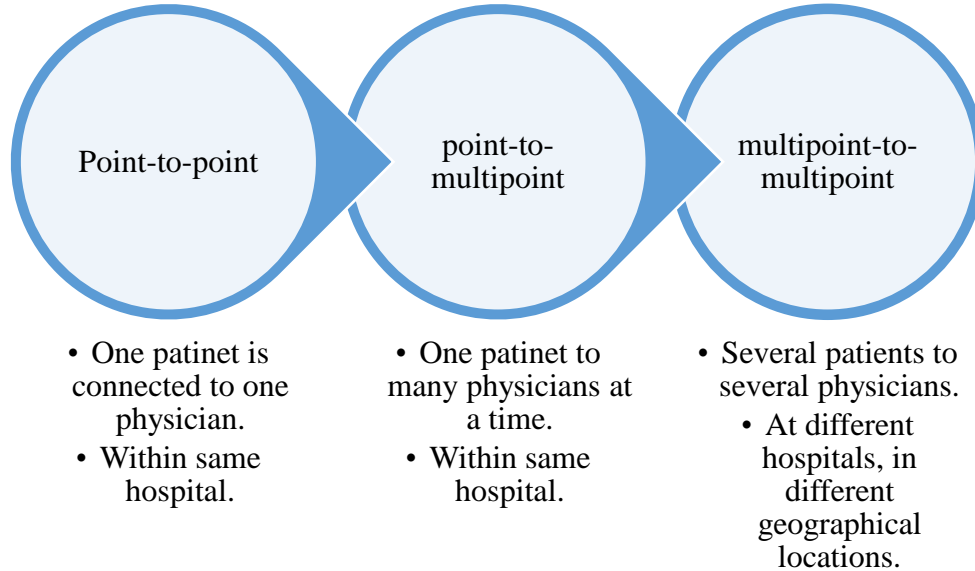 Point-to-point
point-to-
multipoint
multipoint-to-
multipoint
• One patinet is
connected to one
physician.
• Within same
hospital.
• One patinet to
many physicians at
a time.
• Within same
hospital.
• Several patients to
several physicians.
• At different
hospitals, in
different
geographical
locations.